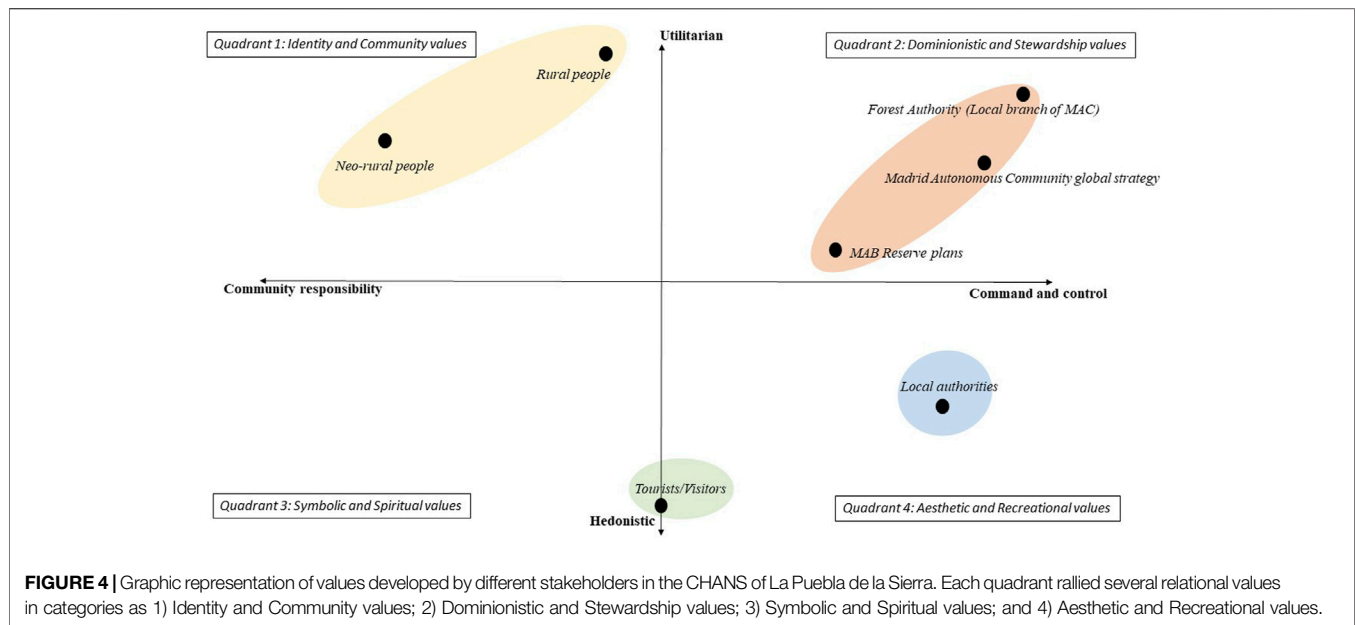 Quadrant 1: Identity and Community values
Utilitarian
Quadrant 2: Dominionistic and Stewardship values
Rural people
Forest Authority (Local branch of MAC)
Neo-rural people
Madrid Autonomous Community global strategy
MAB Reserve plans
Community responsibility
Command and control
Local authorities
Tourists/Visitors
Quadrant 3: Symbolic and Spiritual values
Quadrant 4: Aesthetic and Recreational values
Hedonistic
FIGURE 4 | Graphic representation of values developed by different stakeholders in the CHANS of La Puebla de la Sierra. Each quadrant rallied several relational values
in categories as 1) Identity and Community values; 2) Dominionistic and Stewardship values; 3) Symbolic and Spiritual values; and 4) Aesthetic and Recreational values.